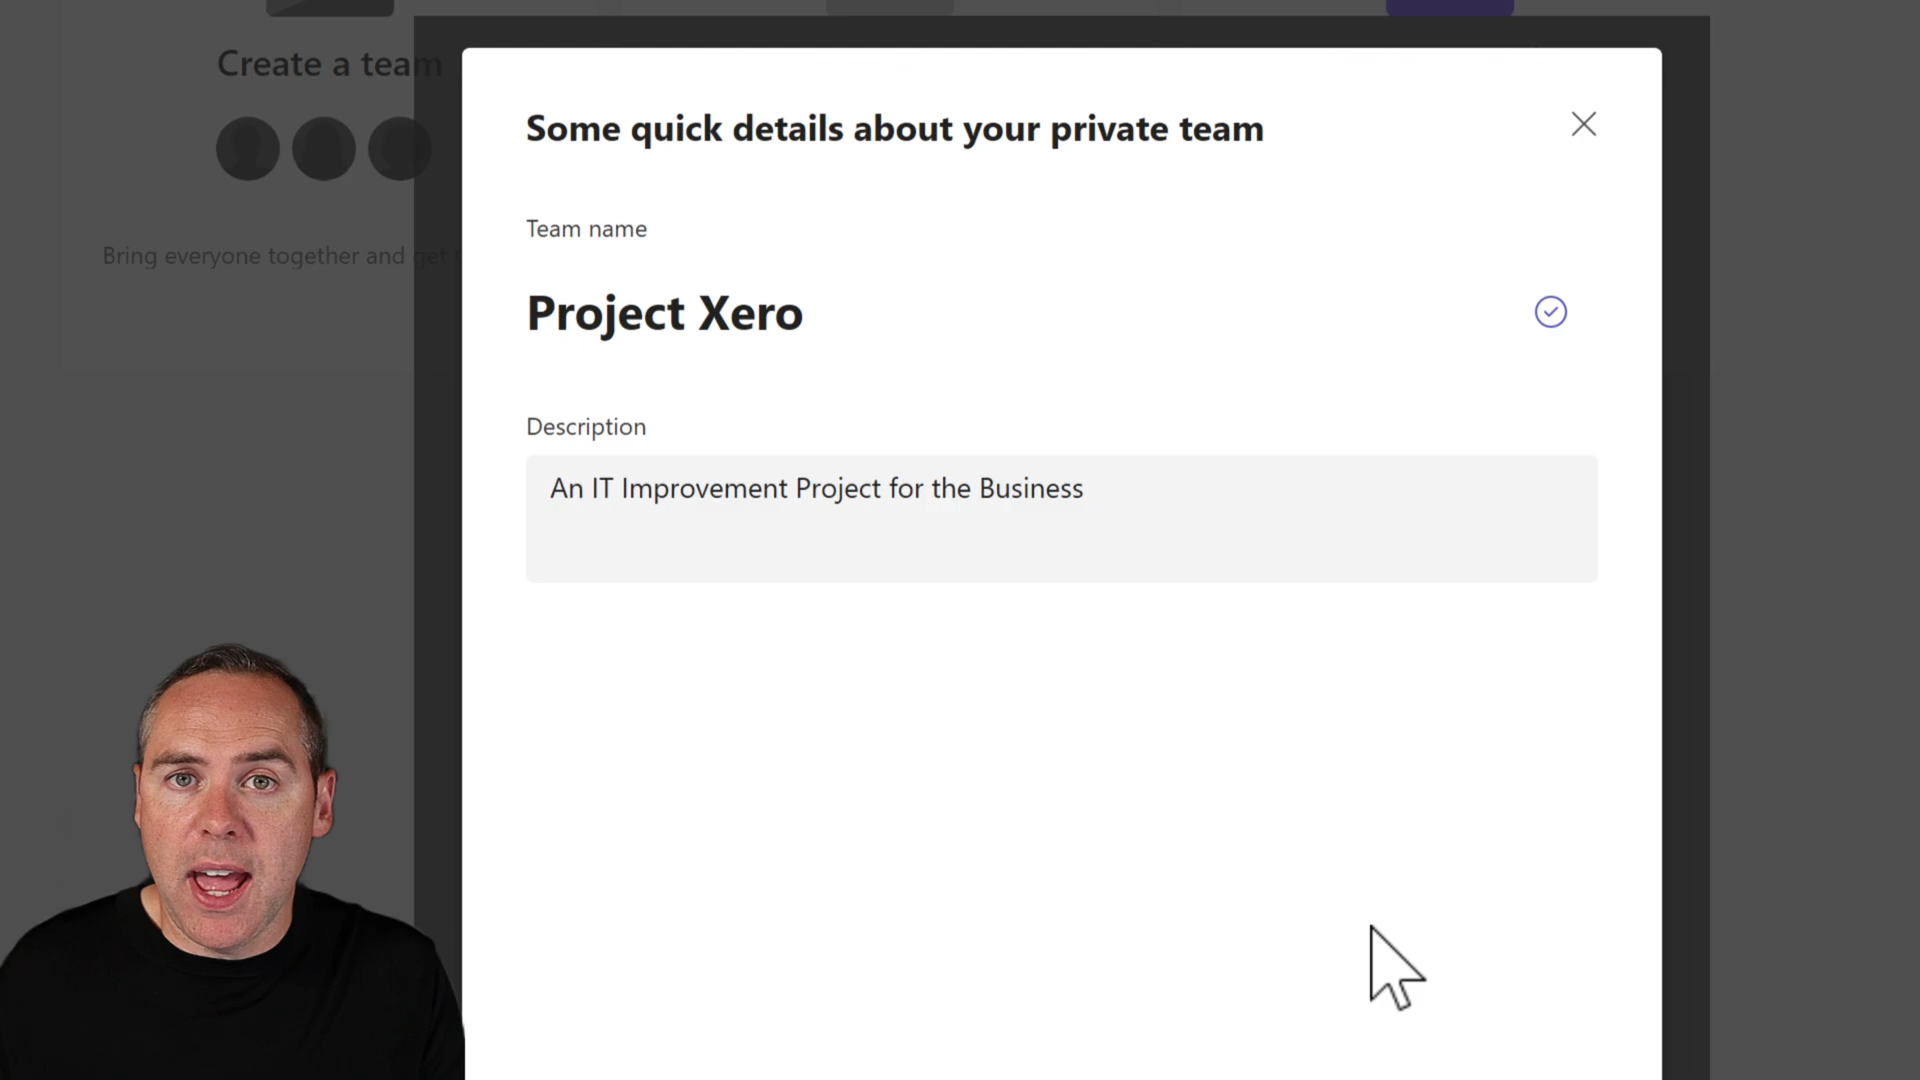 Create a team
Bring everyone together and get
Some quick details about your private team
Team name
Project Xero
Description
An IT Improvement Project for the Business